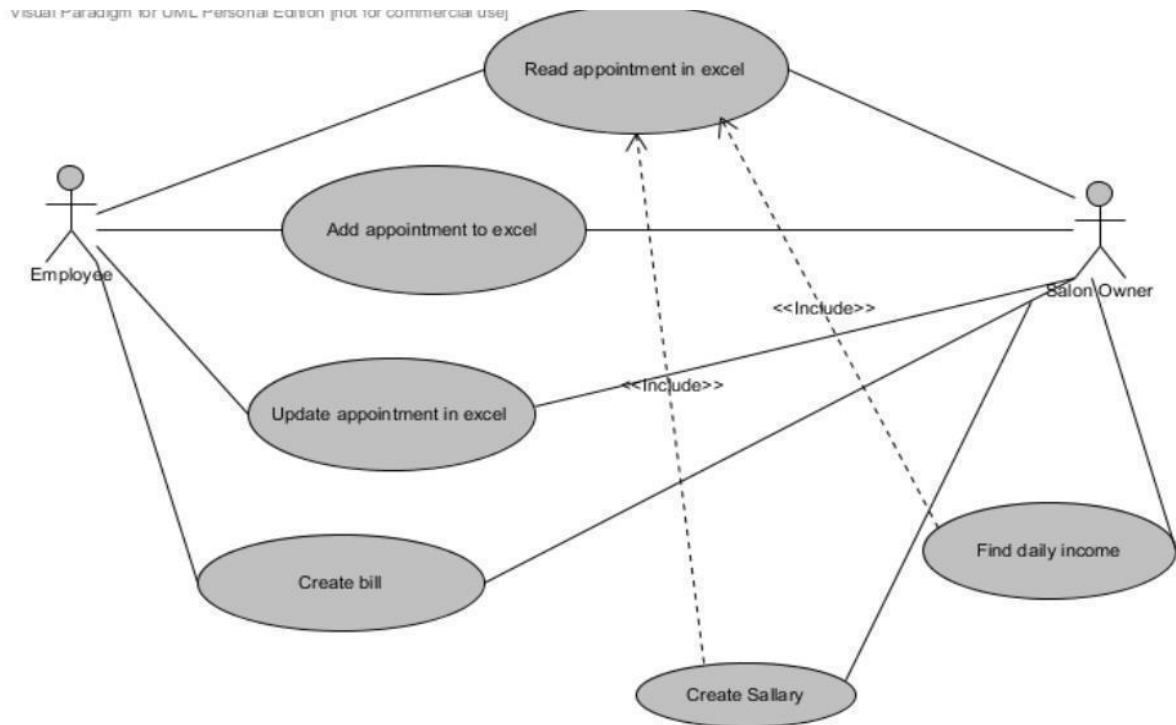 Visual Paradigm for UML Personal Edition [not for commercial use]
Read appointment in excel
Add appointment to excel
Employee
Salon Owner
<<Include>>
<<Include>>
Update appointment in excel
Find daily income
Create bill
Create Sallary